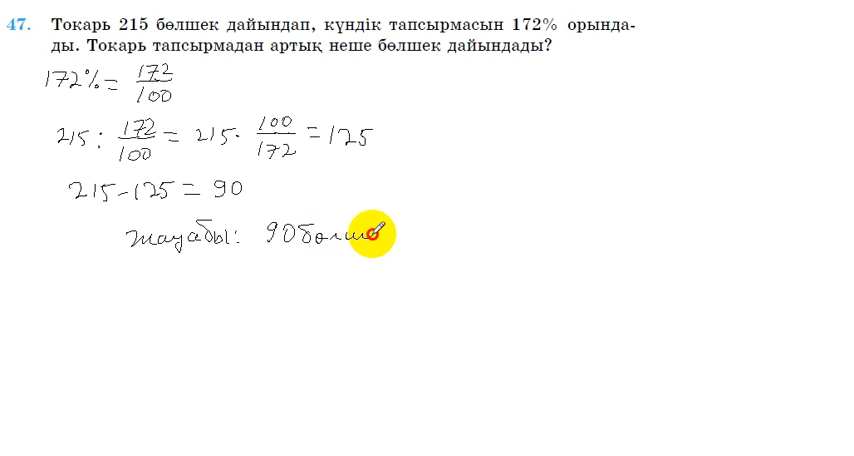 47. Токарь 215 бөлшек дайындап, күндік тапсырмасын 172% орында-
ды. Токарь тапсырмадан артық неше бөлшек дайындады?
172% = 172/100
215 : 172/100 = 215 · 100/172 = 125
215 - 125 = 90
жауабы: 90 бөлш